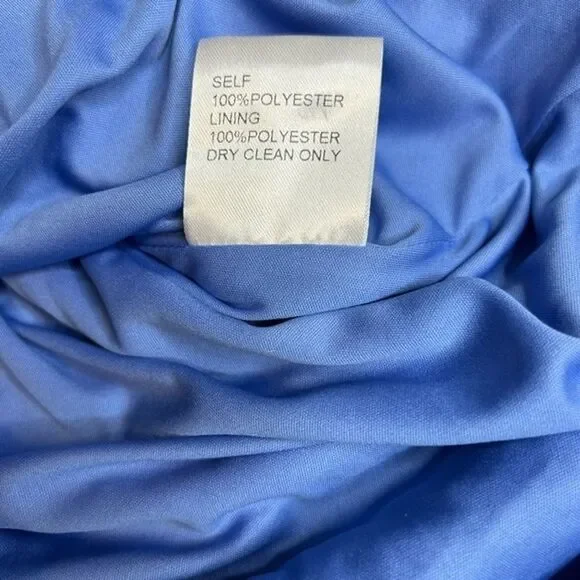 SELF
100%POLYESTER
LINING
100%POLYESTER
DRY CLEAN ONLY